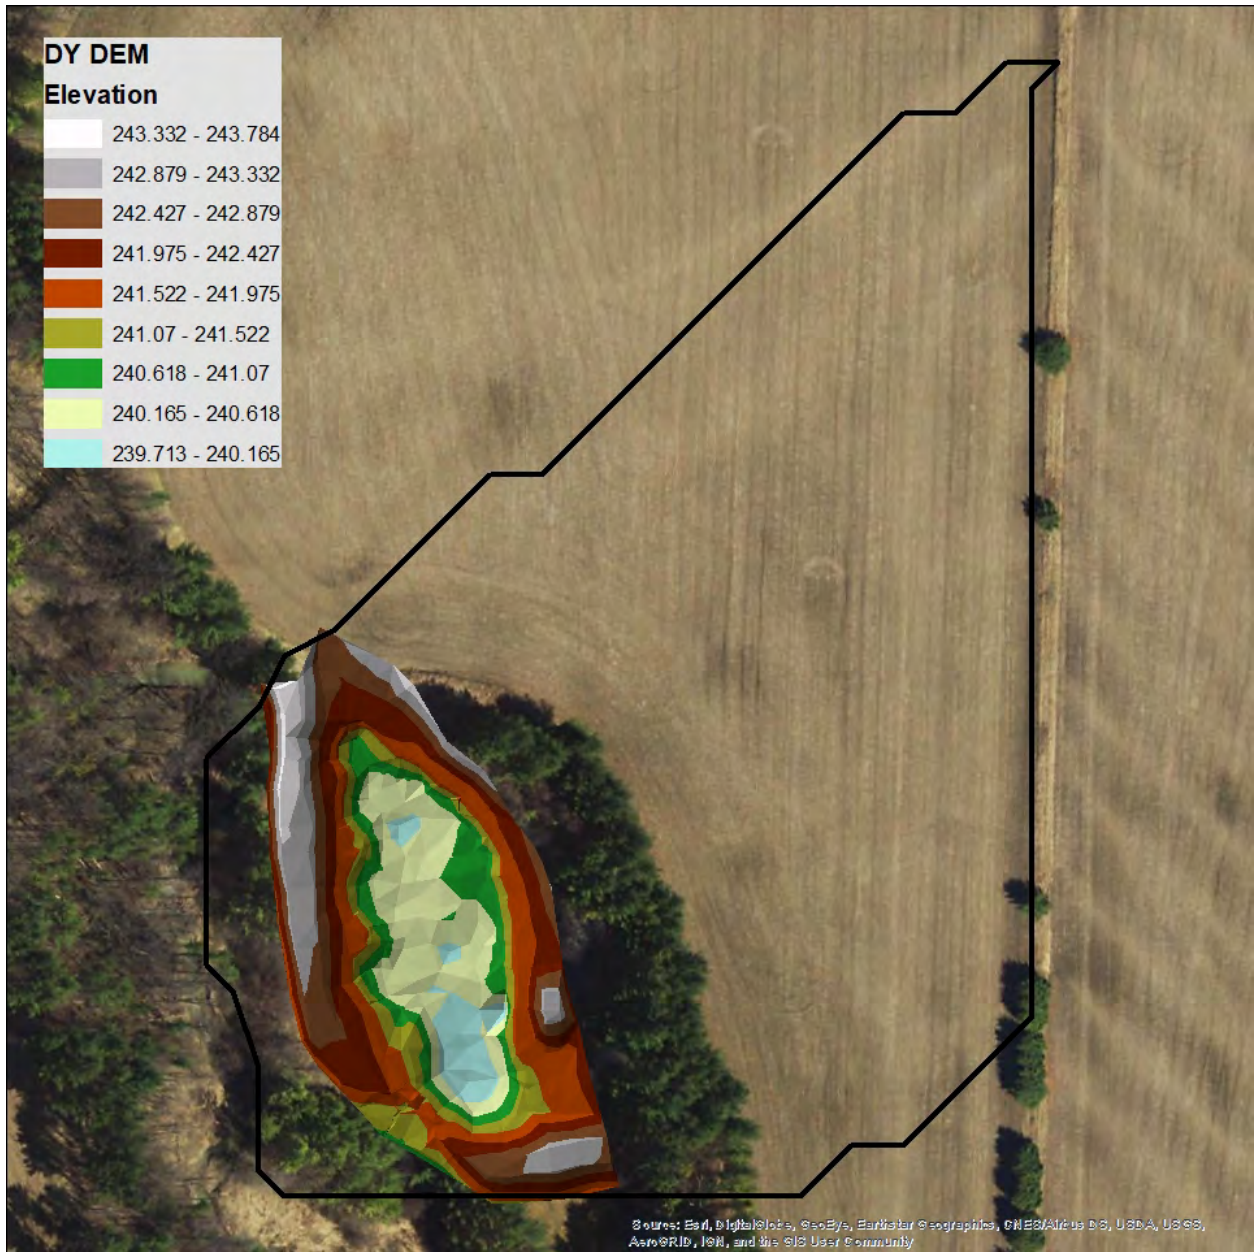 DY DEM
Elevation
243.332 - 243.784
242.879 - 243.332
242.427 - 242.879
241.975 - 242.427
241.522 - 241.975
241.07 - 241.522
240.618 - 241.07
240.165 - 240.618
239.713 - 240.165
Source: Esri, DigitalGlobe, GeoEye, Earthstar Geographics, CNES/Airbus DS, USDA, USGS,
AeroGRID, IGN, and the GIS User Community